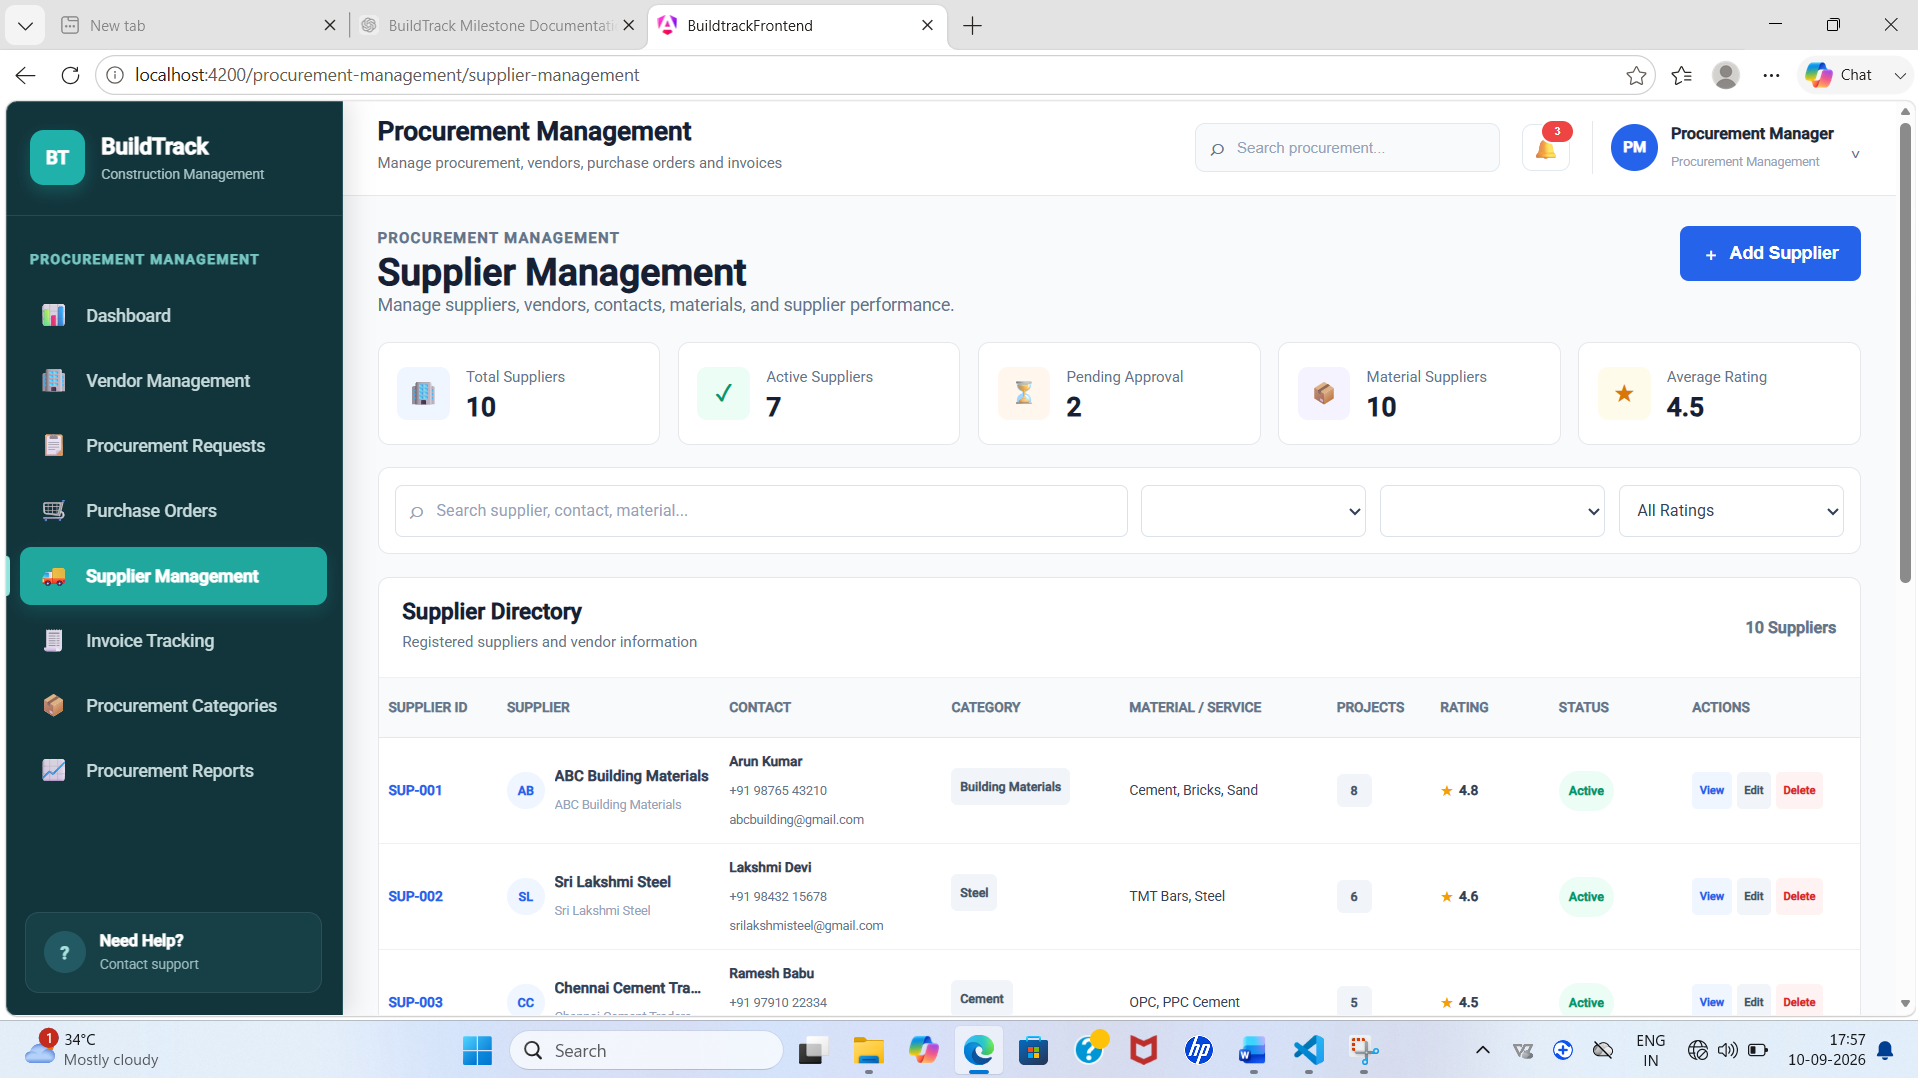 New tab
BuildTrack Milestone Documentati
BuildtrackFrontend
localhost:4200/procurement-management/supplier-management
Chat
BT
BuildTrack
Construction Management
PROCUREMENT MANAGEMENT
Dashboard
Vendor Management
Procurement Requests
Purchase Orders
Supplier Management
Invoice Tracking
Procurement Categories
Procurement Reports
?
Need Help?
Contact support
Procurement Management
Manage procurement, vendors, purchase orders and invoices
Search procurement...
3
PM
Procurement Manager
Procurement Management
PROCUREMENT MANAGEMENT
Supplier Management
Manage suppliers, vendors, contacts, materials, and supplier performance.
+ Add Supplier
Total Suppliers
10
Active Suppliers
7
Pending Approval
2
Material Suppliers
10
Average Rating
4.5
Search supplier, contact, material...
All Ratings
Supplier Directory
Registered suppliers and vendor information
10 Suppliers
SUPPLIER ID SUPPLIER CONTACT CATEGORY MATERIAL / SERVICE PROJECTS RATING STATUS ACTIONS
SUP-001
AB
ABC Building Materials
ABC Building Materials
Arun Kumar
+91 98765 43210
abcbuilding@gmail.com
Building Materials
Cement, Bricks, Sand
8
★ 4.8
Active
View Edit Delete
SUP-002
SL
Sri Lakshmi Steel
Sri Lakshmi Steel
Lakshmi Devi
+91 98432 15678
srilakshmisteel@gmail.com
Steel
TMT Bars, Steel
6
★ 4.6
Active
View Edit Delete
SUP-003
CC
Chennai Cement Tra...
Chennai Cement Traders
Ramesh Babu
+91 97910 22334
Cement
OPC, PPC Cement
5
★ 4.5
Active
View Edit Delete
1
34°C
Mostly cloudy
Search
ENG
IN
17:57
10-09-2026